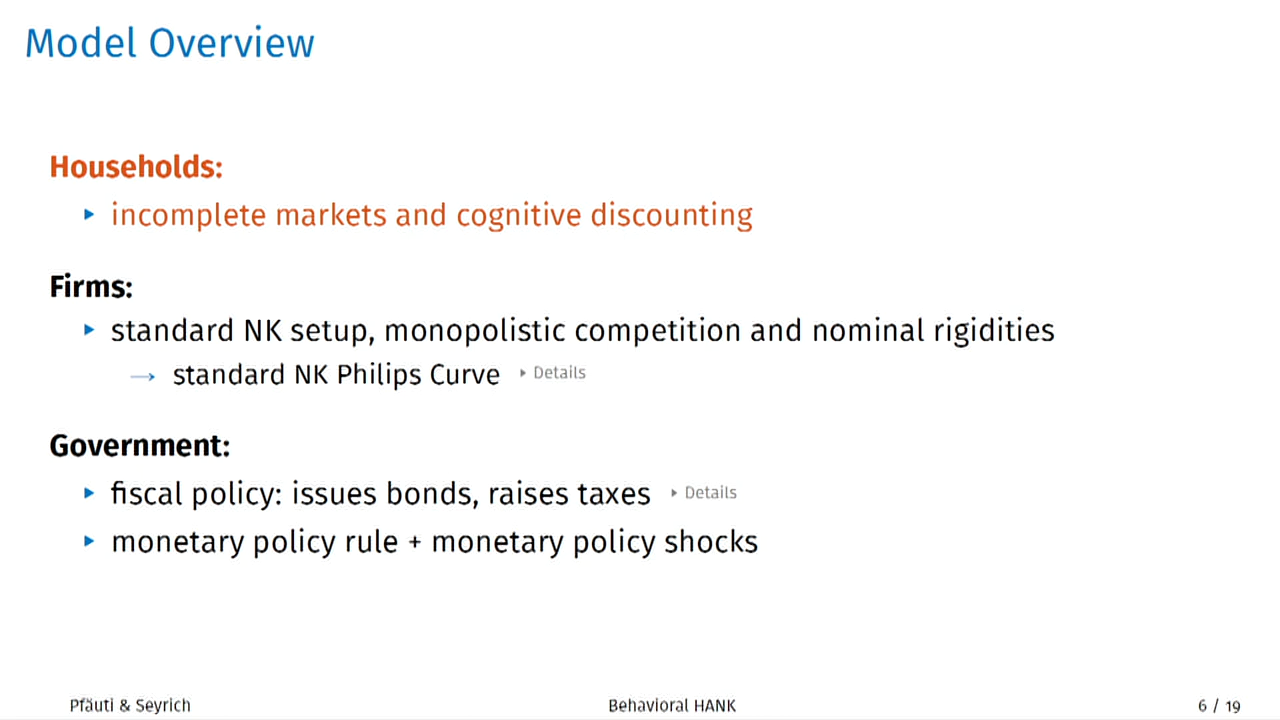 Model Overview
Households:
▸ incomplete markets and cognitive discounting
Firms:
▸ standard NK setup, monopolistic competition and nominal rigidities
→ standard NK Philips Curve ▸ Details
Government:
▸ fiscal policy: issues bonds, raises taxes ▸ Details
▸ monetary policy rule + monetary policy shocks
Pfäuti & Seyrich Behavioral HANK 6 / 19